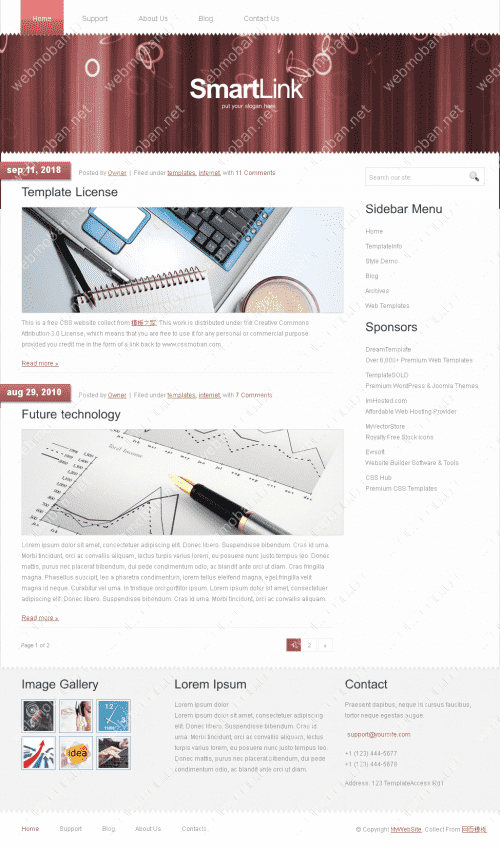 Home Support About Us Blog Contact Us
SmartLink
put your slogan here
sep 11, 2018
Posted by Owner | Filed under templates, internet with 11 Comments
Search our site
Template License
Sidebar Menu
Home
TemplateInfo
Style Demo
Blog
Archives
Web Templates
This is a free CSS website collect from 模板之家. This work is distributed under the Creative Commons
Attribution 3.0 License, which means that you are free to use it for any personal or commercial purpose
provided you credit me in the form of a link back to www.cssmoban.com.
Read more »
Sponsors
DreamTemplate
Over 6,000+ Premium Web Templates
TemplateSOLD
Premium WordPress & Joomla Themes
ImHosted.com
Affordable Web Hosting Provider
MyVectorStore
Royalty Free Stock Icons
Evrsoft
Website Builder Software & Tools
CSS Hub
Premium CSS Templates
aug 29, 2010
Posted by Owner | Filed under templates, internet with 7 Comments
Future technology
Lorem ipsum dolor sit amet, consectetuer adipiscing elit. Donec libero. Suspendisse bibendum. Cras id urna.
Morbi tincidunt, orci ac convallis aliquam, lectus turpis varius lorem, eu posuere nunc justo tempus leo. Donec
mattis, purus nec placerat bibendum, dui pede condimentum odio, ac blandit ante orci ut diam. Cras fringilla
magna. Phasellus suscipit, leo a pharetra condimentum, lorem tellus eleifend magna, eget fringilla velit
magna id neque. Curabitur vel urna. In tristique orci porttitor ipsum. Lorem ipsum dolor sit amet, consectetuer
adipiscing elit. Donec libero. Suspendisse bibendum. Cras id urna. Morbi tincidunt, orci ac convallis aliquam.
Read more »
Page 1 of 2
1 2 »
Image Gallery
idea
Lorem Ipsum
Lorem ipsum dolor
Lorem ipsum dolor sit amet, consectetuer adipiscing
elit. Donec libero. Suspendisse bibendum. Cras id
urna. Morbi tincidunt, orci ac convallis aliquam, lectus
turpis varius lorem, eu posuere nunc justo tempus leo.
Donec mattis, purus nec placerat bibendum, dui pede
condimentum odio, ac blandit ante orci ut diam.
Contact
Praesent dapibus, neque id cursus faucibus,
tortor neque egestas augue.
support@yoursite.com
+1 (123) 444-5677
+1 (123) 444-5678
Address: 123 TemplateAccess Rd1
Home Support Blog About Us Contacts
© Copyright MyWebSite. Collect From 网页模板
webmoban.net